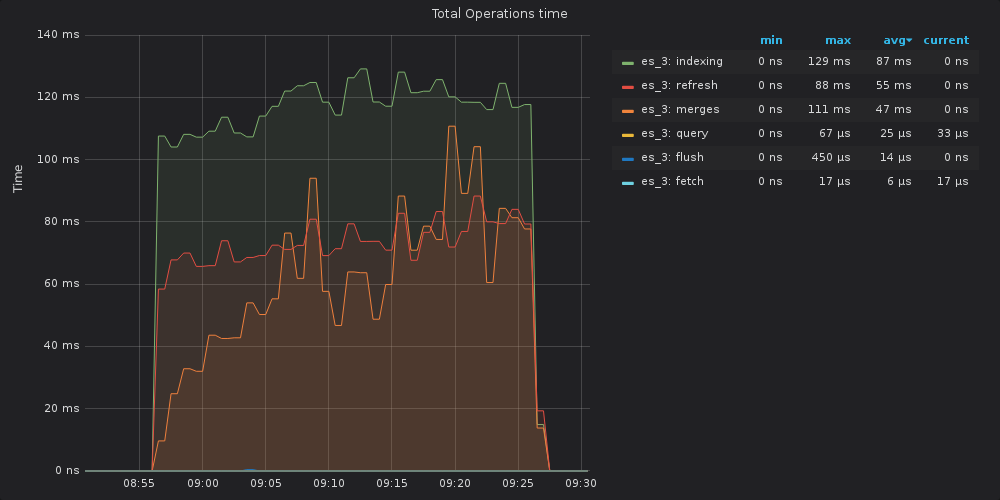 Total Operations time
140 ms
120 ms
100 ms
80 ms
60 ms
40 ms
20 ms
0 ns
Time
08:55 09:00 09:05 09:10 09:15 09:20 09:25 09:30
min max avg current
es_3: indexing 0 ns 129 ms 87 ms 0 ns
es_3: refresh 0 ns 88 ms 55 ms 0 ns
es_3: merges 0 ns 111 ms 47 ms 0 ns
es_3: query 0 ns 67 µs 25 µs 33 µs
es_3: flush 0 ns 450 µs 14 µs 0 ns
es_3: fetch 0 ns 17 µs 6 µs 17 µs